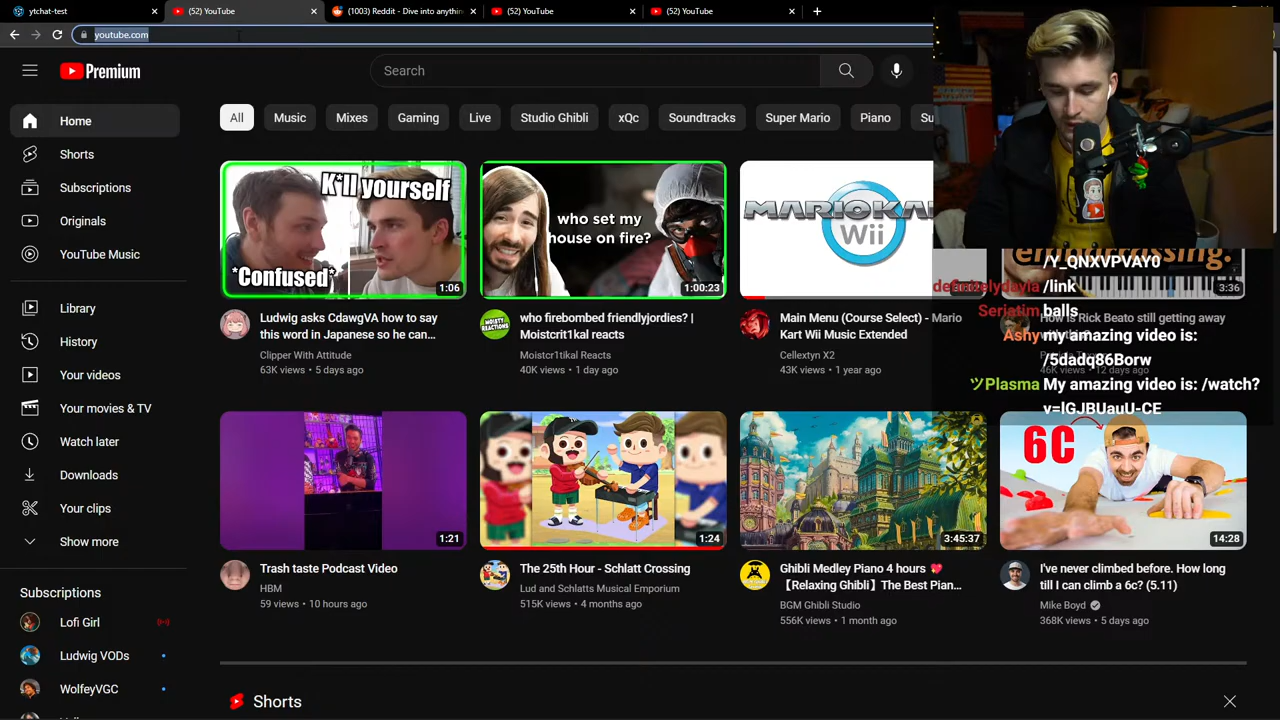 ytchat-test
(52) YouTube
(1003) Reddit - Dive into anythin
(52) YouTube
(52) YouTube
youtube.com
Premium
Search
Home
Shorts
Subscriptions
Originals
YouTube Music
Library
History
Your videos
Your movies & TV
Watch later
Downloads
Your clips
Show more
Subscriptions
Lofi Girl
Ludwig VODs
WolfeyVGC
All
Music
Mixes
Gaming
Live
Studio Ghibli
xQc
Soundtracks
Super Mario
Piano
Su
K*ll yourself
*Confused*
1:06
Ludwig asks CdawgVA how to say
this word in Japanese so he can...
Clipper With Attitude
63K views • 5 days ago
who set my
house on fire?
1:00:23
who firebombed friendlyjordies? |
Moistcrit1kal reacts
Moistcr1tikal Reacts
40K views • 1 day ago
MARIOKA
Wii
Main Menu (Course Select) - Mario
Kart Wii Music Extended
Cellextyn X2
43K views • 1 year ago
3:36
How is Rick Beato still getting away
46K views • 12 days ago
/Y_QNXVPVAY0
/link
Seriatim balls
Ashy my amazing video is:
/5dadq86Borw
ツPlasma My amazing video is: /watch?
v=lGJBUauU-CE
1:21
Trash taste Podcast Video
HBM
59 views • 10 hours ago
1:24
The 25th Hour - Schlatt Crossing
Lud and Schlatts Musical Emporium
515K views • 4 months ago
3:45:37
Ghibli Medley Piano 4 hours 💖
【Relaxing Ghibli】The Best Pian...
BGM Ghibli Studio
556K views • 1 month ago
6C
14:28
I've never climbed before. How long
till I can climb a 6c? (5.11)
Mike Boyd
368K views • 5 days ago
Shorts